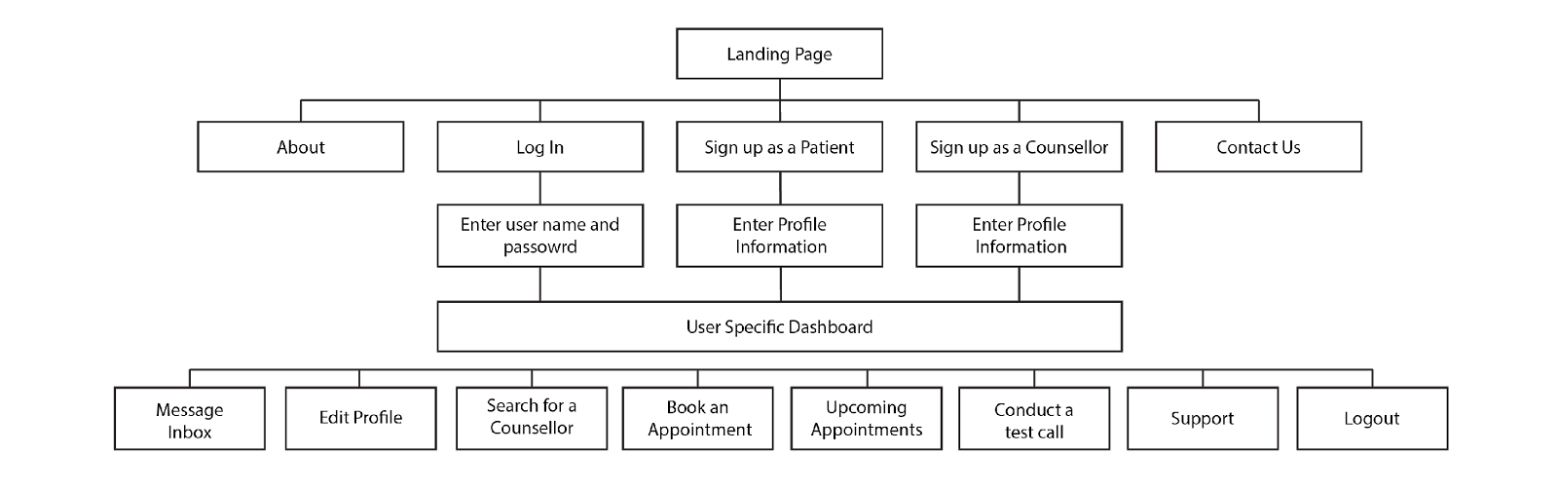 Landing Page
About
Log In
Sign up as a Patient
Sign up as a Counsellor
Contact Us
Enter user name and
passowrd
Enter Profile
Information
Enter Profile
Information
User Specific Dashboard
Message
Inbox
Edit Profile
Search for a
Counsellor
Book an
Appointment
Upcoming
Appointments
Conduct a
test call
Support
Logout